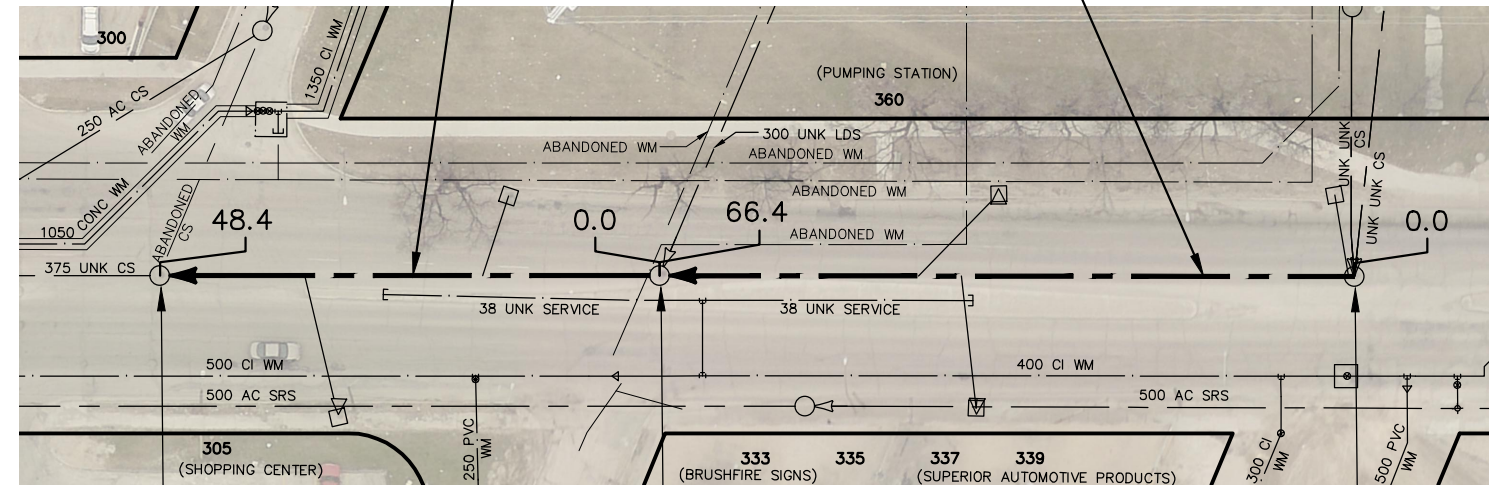 300
1350 CI WM
(PUMPING STATION)
360
250 AC CS
ABANDONED
WM
ABANDONED WM
300 UNK LDS
ABANDONED WM
UNK UNK
CS
ABANDONED WM
UNK UNK CS
1050 CONC WM
ABANDONED
CS
48.4
0.0
66.4
0.0
ABANDONED WM
375 UNK CS
38 UNK SERVICE
38 UNK SERVICE
500 CI WM
400 CI WM
500 AC SRS
500 AC SRS
305
(SHOPPING CENTER)
250 PVC
WM
333
335
337
339
(BRUSHFIRE SIGNS)
(SUPERIOR AUTOMOTIVE PRODUCTS)
300 CI
WM
500 PVC
WM